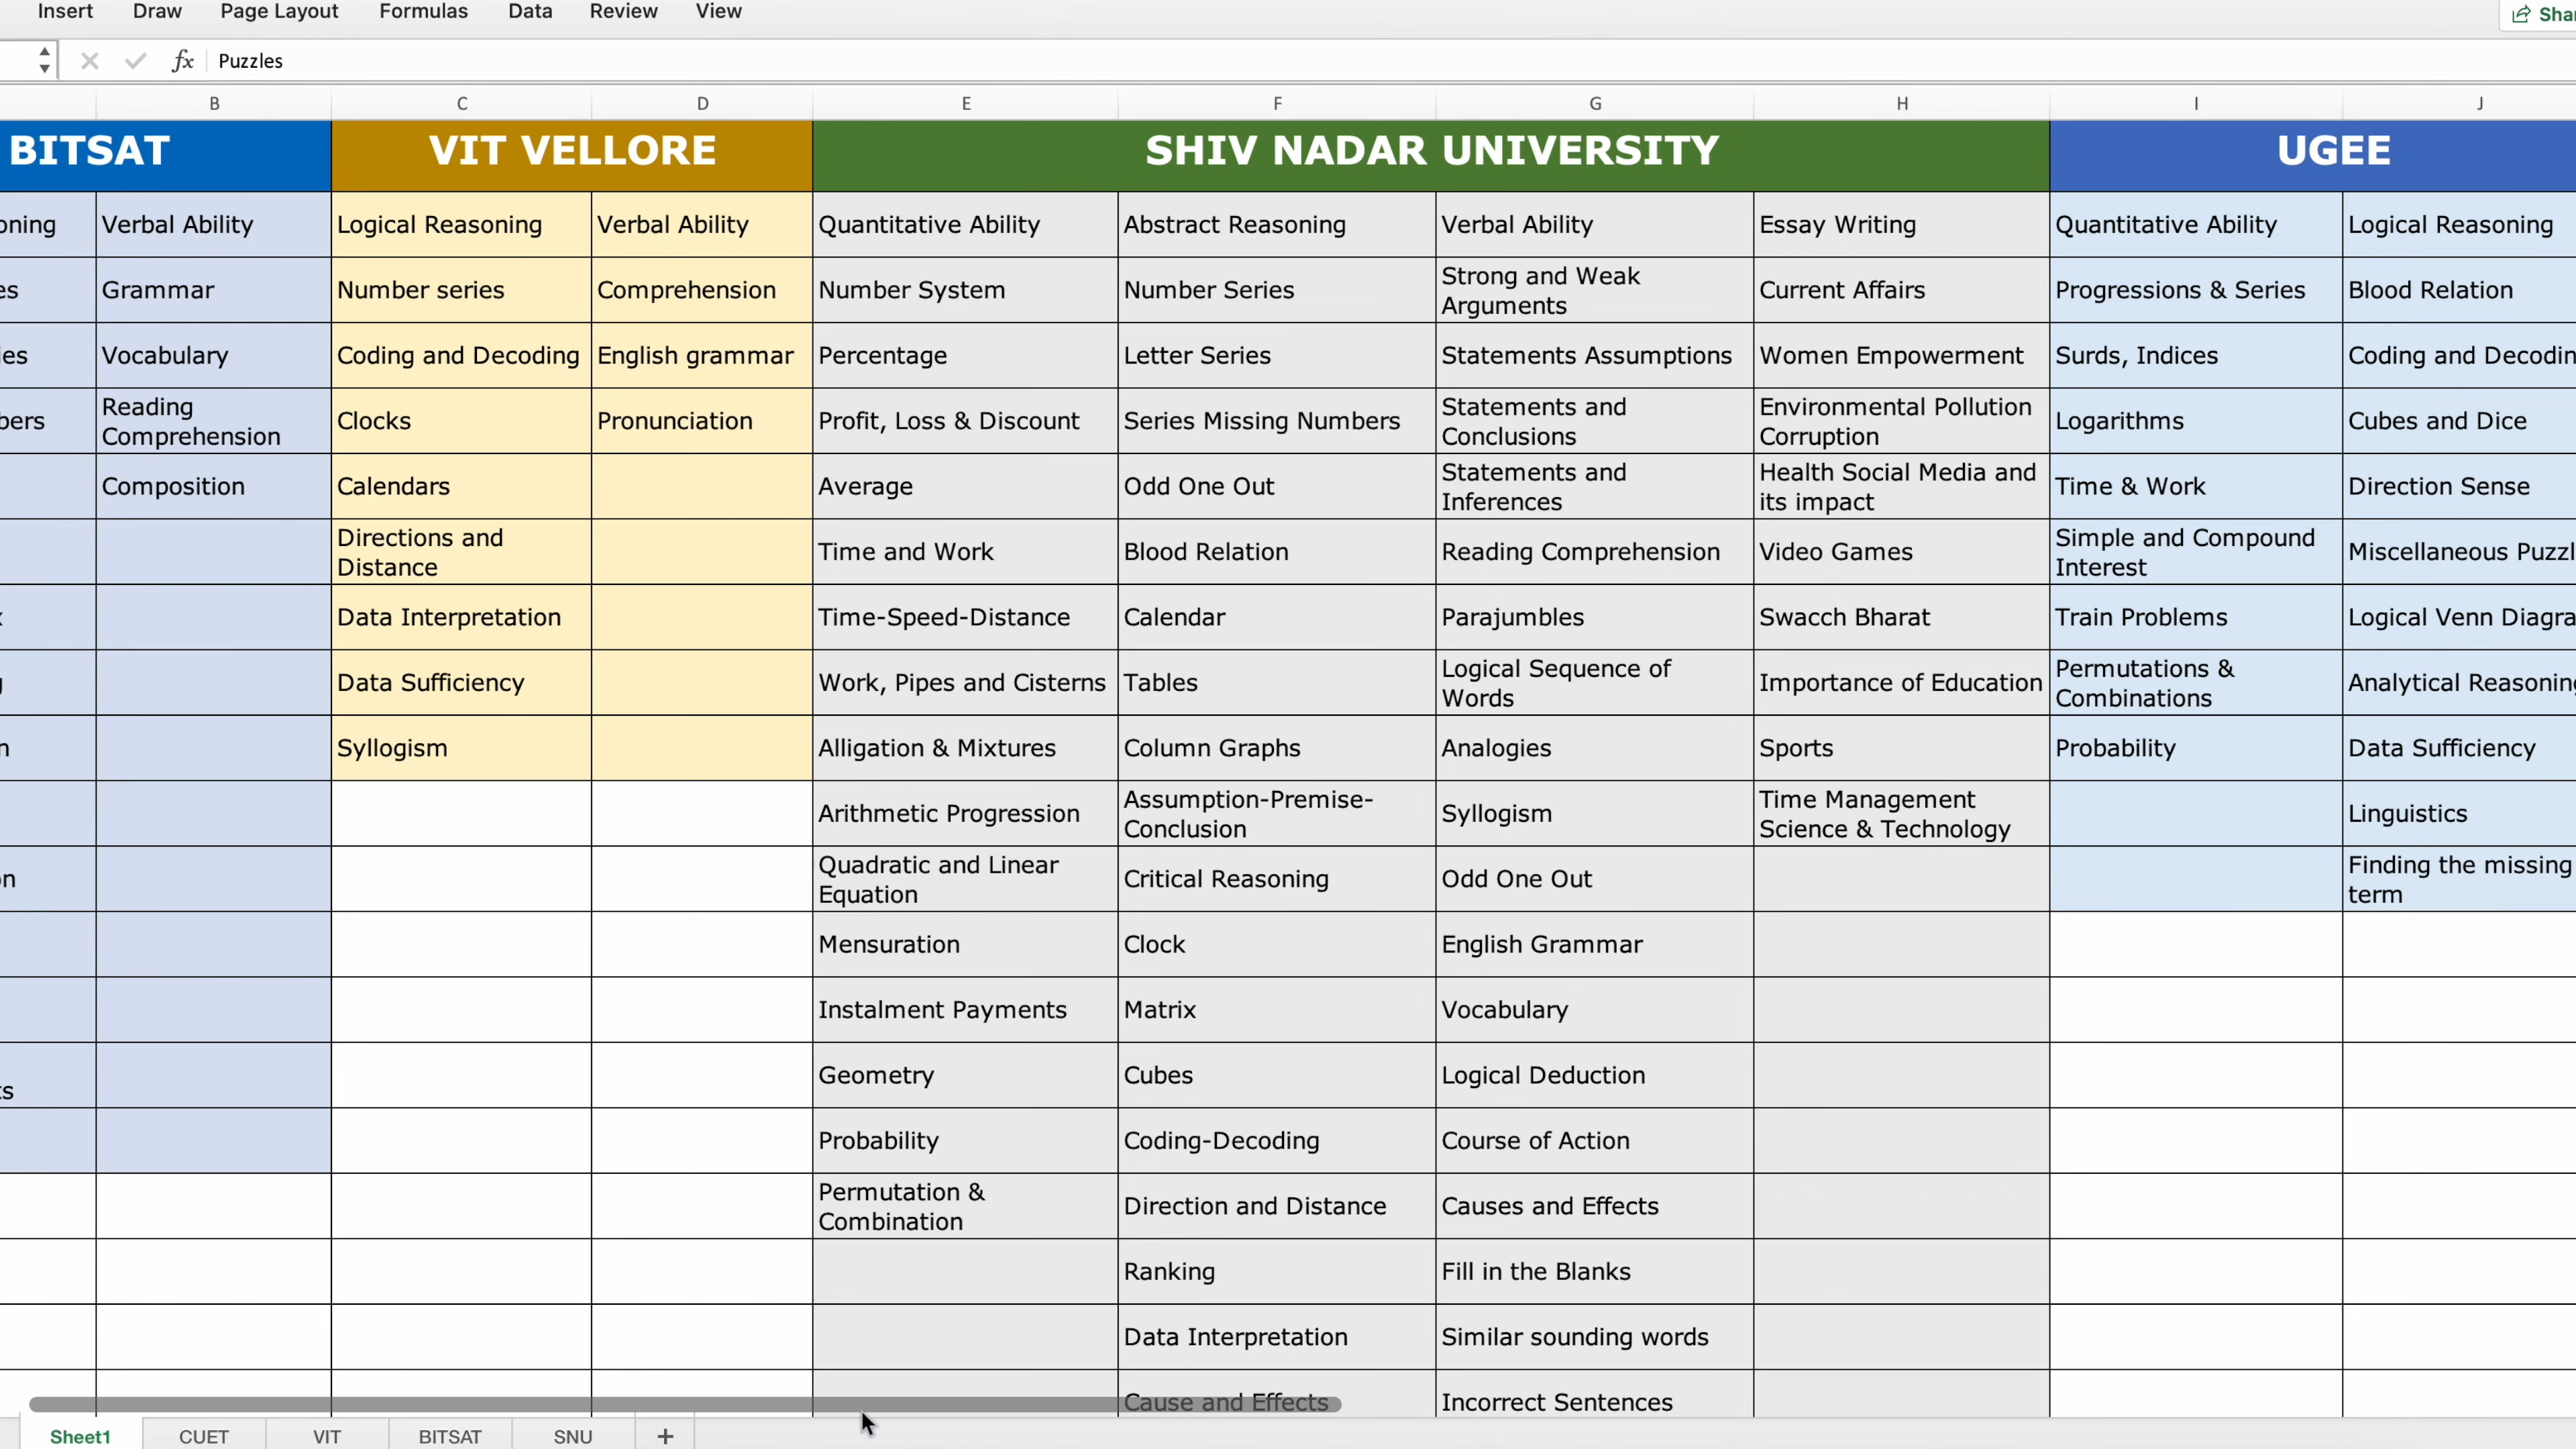 Insert Draw Page Layout Formulas Data Review View
fx Puzzles
B C D E F G H I J
BITSAT VIT VELLORE SHIV NADAR UNIVERSITY UGEE
Verbal Ability Logical Reasoning Verbal Ability Quantitative Ability Abstract Reasoning Verbal Ability Essay Writing Quantitative Ability Logical Reasoning
Grammar Number series Comprehension Number System Number Series Strong and Weak Arguments Current Affairs Progressions & Series Blood Relation
Vocabulary Coding and Decoding English grammar Percentage Letter Series Statements Assumptions Women Empowerment Surds, Indices Coding and
Reading Comprehension Clocks Pronunciation Profit, Loss & Discount Series Missing Numbers Statements and Conclusions Environmental Pollution Corruption Logarithms Cubes and Dice
Composition Calendars Average Odd One Out Statements and Inferences Health Social Media and its impact Time & Work Direction Sense
Directions and Distance Time and Work Blood Relation Reading Comprehension Video Games Simple and Compound Interest Miscellaneous
Data Interpretation Time-Speed-Distance Calendar Parajumbles Swacch Bharat Train Problems Logical Venn
Data Sufficiency Work, Pipes and Cisterns Tables Logical Sequence of Words Importance of Education Permutations & Combinations Analytical
Syllogism Alligation & Mixtures Column Graphs Analogies Sports Probability Data Sufficiency
Arithmetic Progression Assumption-Premise-Conclusion Syllogism Time Management Science & Technology Linguistics
Quadratic and Linear Equation Critical Reasoning Odd One Out Finding the missing term
Mensuration Clock English Grammar
Instalment Payments Matrix Vocabulary
Geometry Cubes Logical Deduction
Probability Coding-Decoding Course of Action
Permutation & Combination Direction and Distance Causes and Effects
Ranking Fill in the Blanks
Data Interpretation Similar sounding words
Cause and Effects Incorrect Sentences
Sheet1 CUET VIT BITSAT SNU +